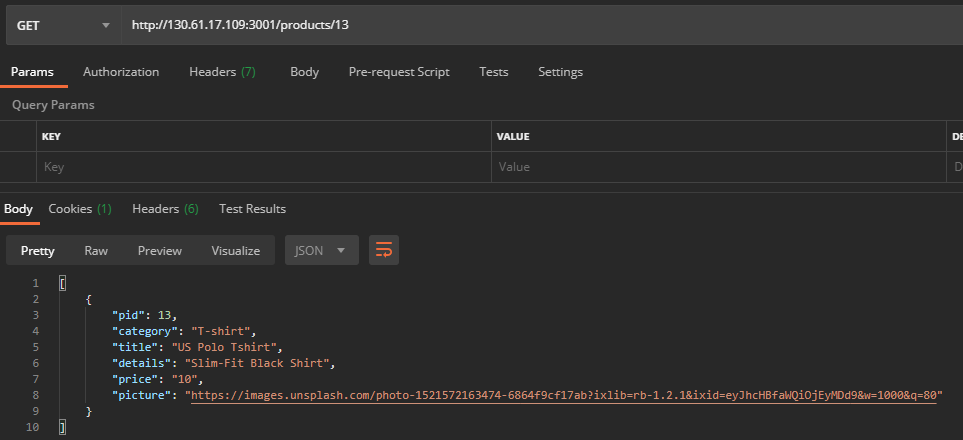 GET http://130.61.17.109:3001/products/13
Params Authorization Headers (7) Body Pre-request Script Tests Settings
Query Params
KEY VALUE DE
Key Value D
Body Cookies (1) Headers (6) Test Results
Pretty Raw Preview Visualize JSON
1 [
2 {
3 "pid": 13,
4 "category": "T-shirt",
5 "title": "US Polo Tshirt",
6 "details": "Slim-Fit Black Shirt",
7 "price": "10",
8 "picture": "https://images.unsplash.com/photo-1521572163474-6864f9cf17ab?ixlib=rb-1.2.1&ixid=eyJhcHBfaWQiOjEyMDd9&w=1000&q=80"
9 }
10 ]